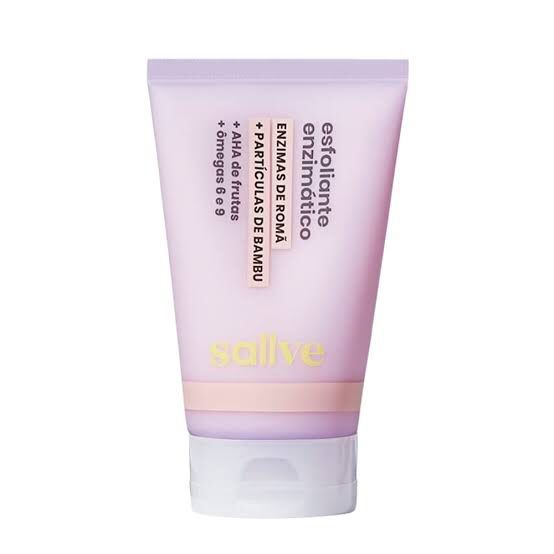 esfoliante
enzimático
ENZIMAS DE ROMÃ
+ PARTÍCULAS DE BAMBU
+ AHA de frutas
+ ômegas 6 e 9
sallve